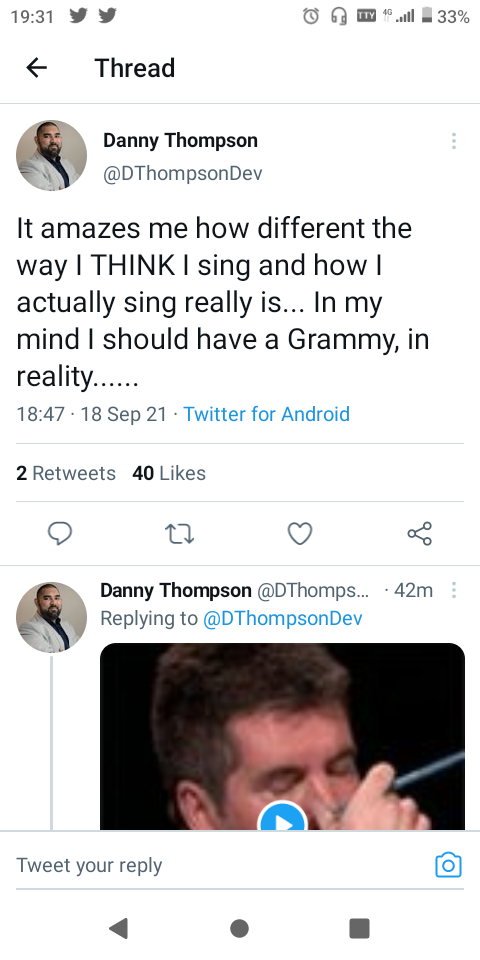 19:31 TTY 4G 33%
Thread
Danny Thompson
@DThompsonDev
It amazes me how different the
way I THINK I sing and how I
actually sing really is... In my
mind I should have a Grammy, in
reality......
18:47 · 18 Sep 21 · Twitter for Android
2 Retweets 40 Likes
Danny Thompson @DThomps... · 42m
Replying to @DThompsonDev
Tweet your reply